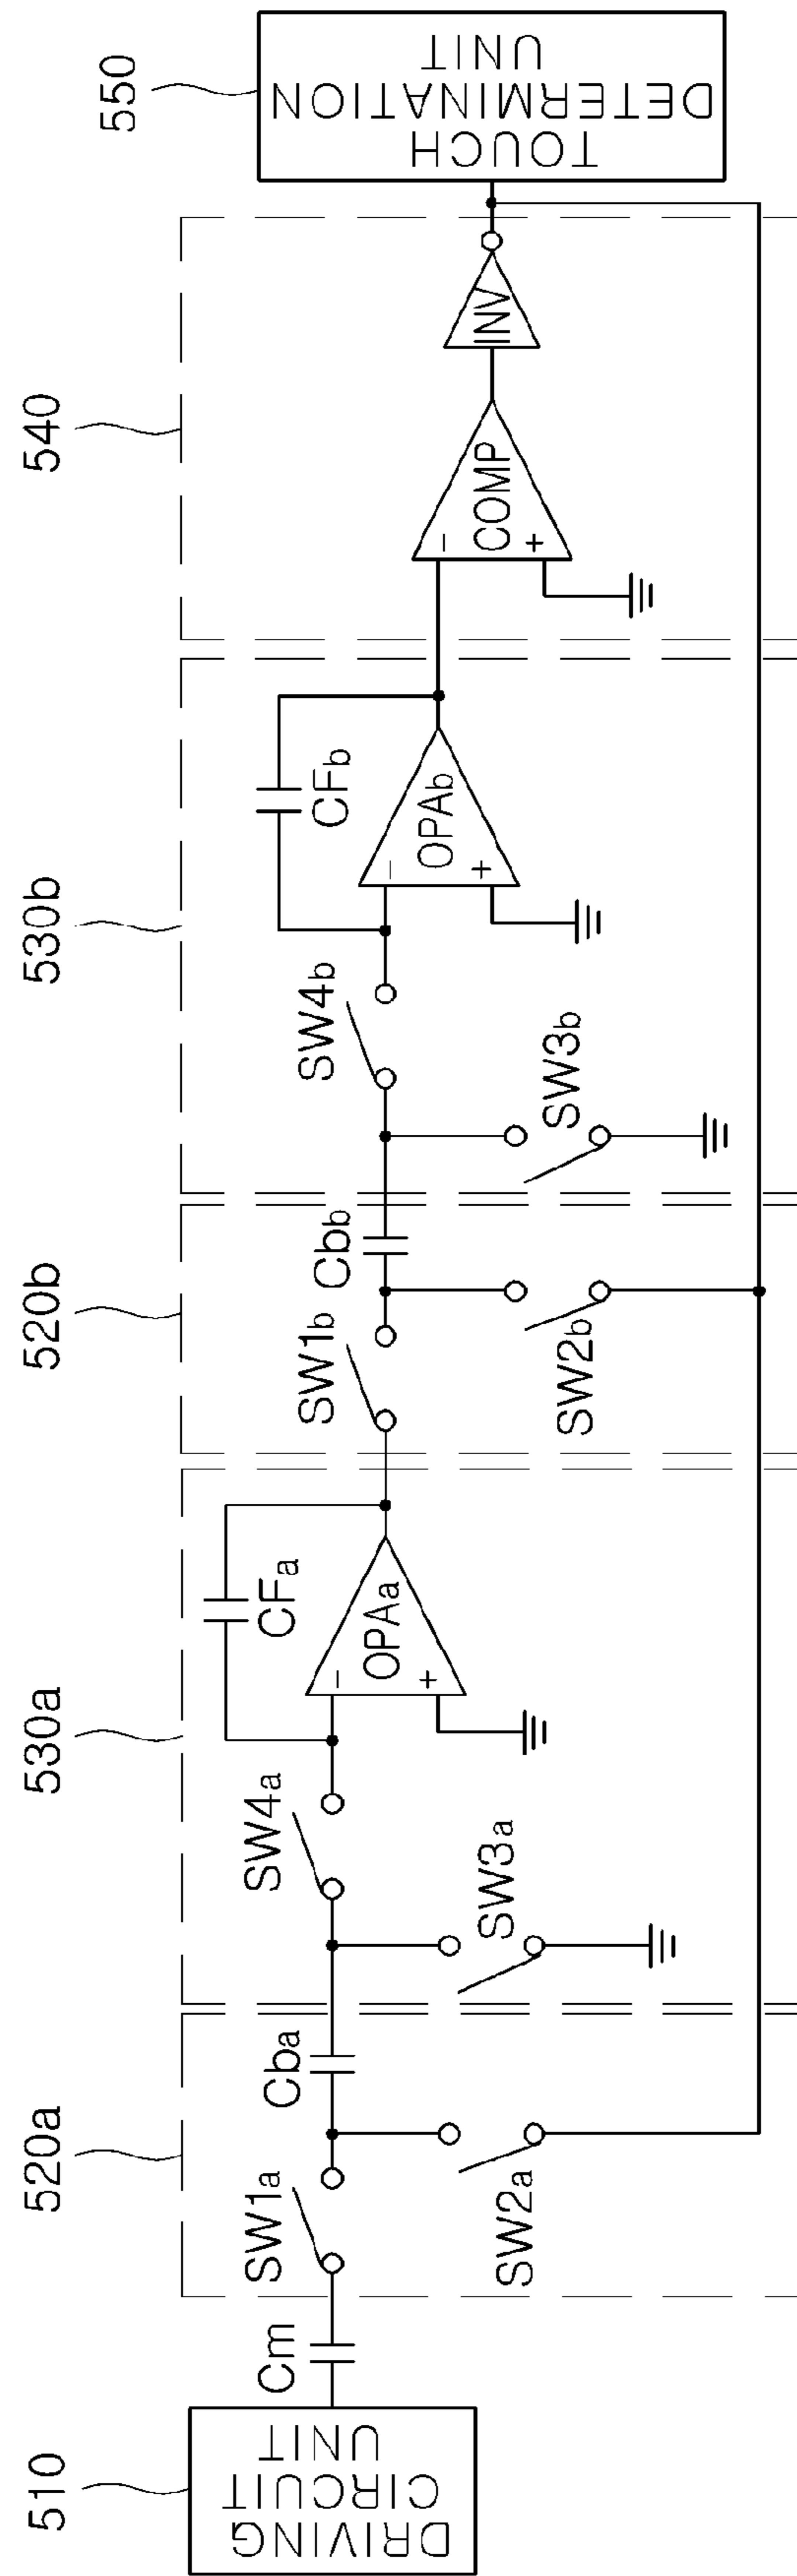 510
520a
530a
520b
530b
540
550
DRIVING
CIRCUIT
UNIT
Cm
SW1a
Cba
SW2a
SW4a
SW3a
CFa
OPAa
−
+
SW1b
Cbb
SW2b
SW4b
SW3b
CFb
OPAb
−
+
COMP
−
+
INV
TOUCH
DETERMINATION
UNIT